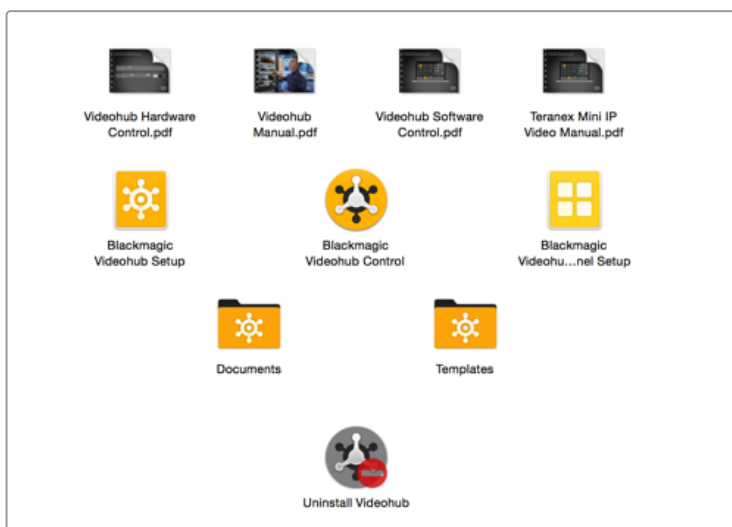 Videohub Hardware
Control.pdf
Videohub
Manual.pdf
Videohub Software
Control.pdf
Teranex Mini IP
Video Manual.pdf
Blackmagic
Videohub Setup
Blackmagic
Videohub Control
Blackmagic
Videohu...nel Setup
Documents
Templates
Uninstall Videohub